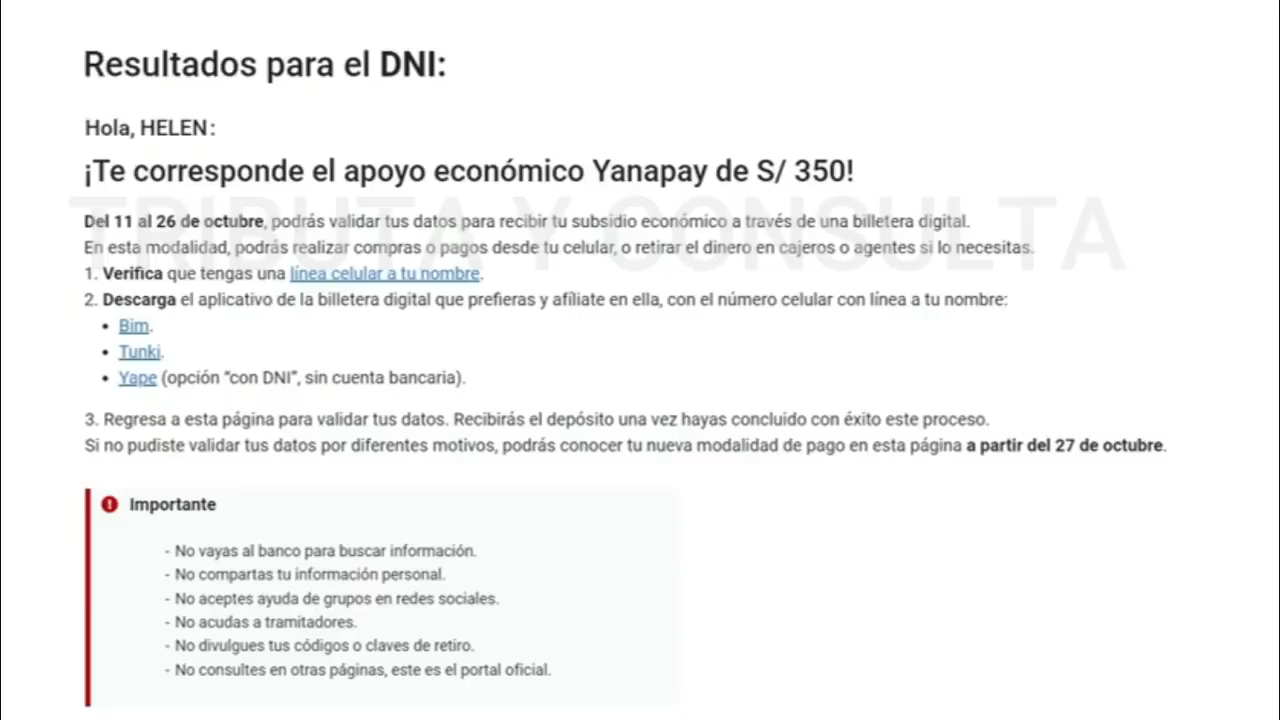 Resultados para el DNI:
Hola, HELEN:
¡Te corresponde el apoyo económico Yanapay de S/ 350!
TRIBUTA Y CONSULTA
Del 11 al 26 de octubre, podrás validar tus datos para recibir tu subsidio económico a través de una billetera digital.
En esta modalidad, podrás realizar compras o pagos desde tu celular, o retirar el dinero en cajeros o agentes si lo necesitas.
1. Verifica que tengas una línea celular a tu nombre.
2. Descarga el aplicativo de la billetera digital que prefieras y afíliate en ella, con el número celular con línea a tu nombre:
• Bim.
• Tunki.
• Yape (opción “con DNI”, sin cuenta bancaria).
3. Regresa a esta página para validar tus datos. Recibirás el depósito una vez hayas concluido con éxito este proceso.
Si no pudiste validar tus datos por diferentes motivos, podrás conocer tu nueva modalidad de pago en esta página a partir del 27 de octubre.
Importante
- No vayas al banco para buscar información.
- No compartas tu información personal.
- No aceptes ayuda de grupos en redes sociales.
- No acudas a tramitadores.
- No divulgues tus códigos o claves de retiro.
- No consultes en otras páginas, este es el portal oficial.